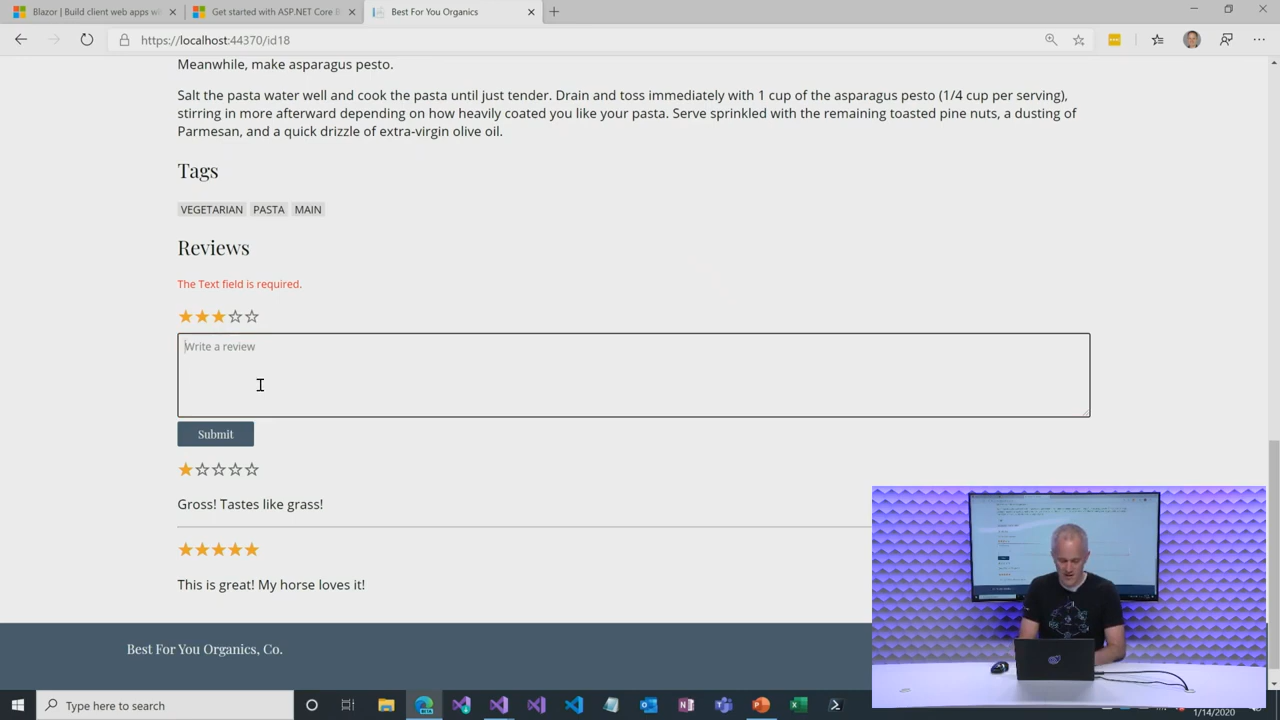 Blazor | Build client web apps wi
Get started with ASP.NET Core B
Best For You Organics
https://localhost:44370/id18
Meanwhile, make asparagus pesto.
Salt the pasta water well and cook the pasta until just tender. Drain and toss immediately with 1 cup of the asparagus pesto (1/4 cup per serving),
stirring in more afterward depending on how heavily coated you like your pasta. Serve sprinkled with the remaining toasted pine nuts, a dusting of
Parmesan, and a quick drizzle of extra-virgin olive oil.
Tags
VEGETARIAN PASTA MAIN
Reviews
The Text field is required.
Write a review
Submit
Gross! Tastes like grass!
This is great! My horse loves it!
Best For You Organics, Co.
Type here to search
1/14/2020